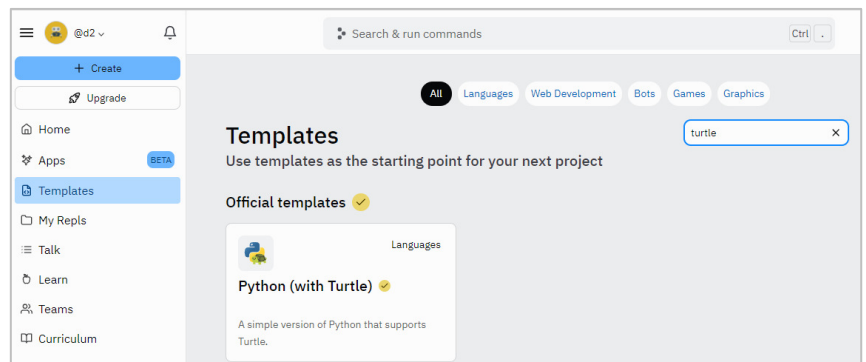 @d2
Search & run commands
Ctrl .
+ Create
Upgrade
Home
Apps BETA
Templates
My Repls
Talk
Learn
Teams
Curriculum
All Languages Web Development Bots Games Graphics
Templates
turtle
Use templates as the starting point for your next project
Official templates
Languages
Python (with Turtle)
A simple version of Python that supports
Turtle.